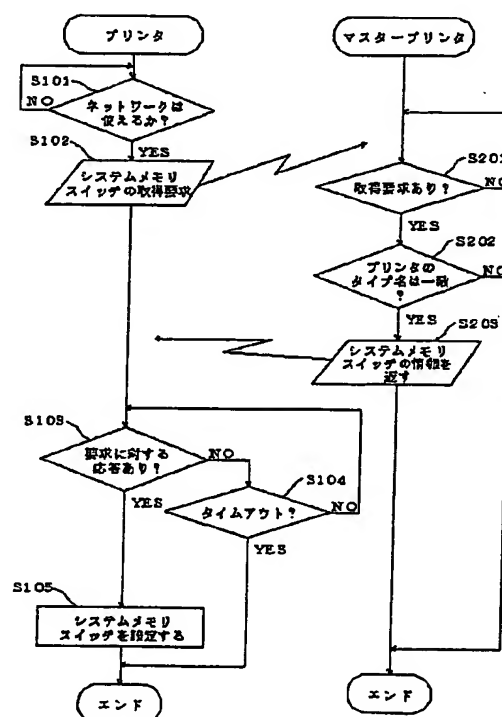 プリンタ
S101
ネットワークは
使えるか？
NO
YES
S102
システムメモリ
スイッチの取得要求
S103
要求に対する
応答あり？
NO
YES
S104
タイムアウト？
NO
YES
S105
システムメモリ
スイッチを設定する
エンド
マスタープリンタ
S201
取得要求あり？
NO
YES
S202
プリンタの
タイプ名は一致
？
NO
YES
S203
システムメモリ
スイッチの情報を
返す
エンド